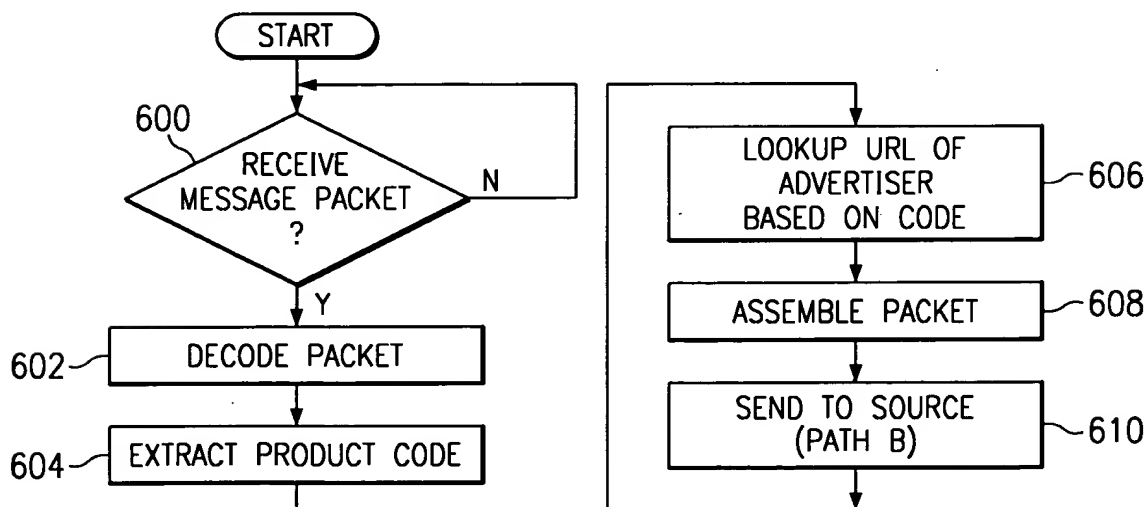 START
600
RECEIVE
MESSAGE PACKET
?
N
Y
602
DECODE PACKET
604
EXTRACT PRODUCT CODE
LOOKUP URL OF
ADVERTISER
BASED ON CODE
606
ASSEMBLE PACKET
608
SEND TO SOURCE
(PATH B)
610